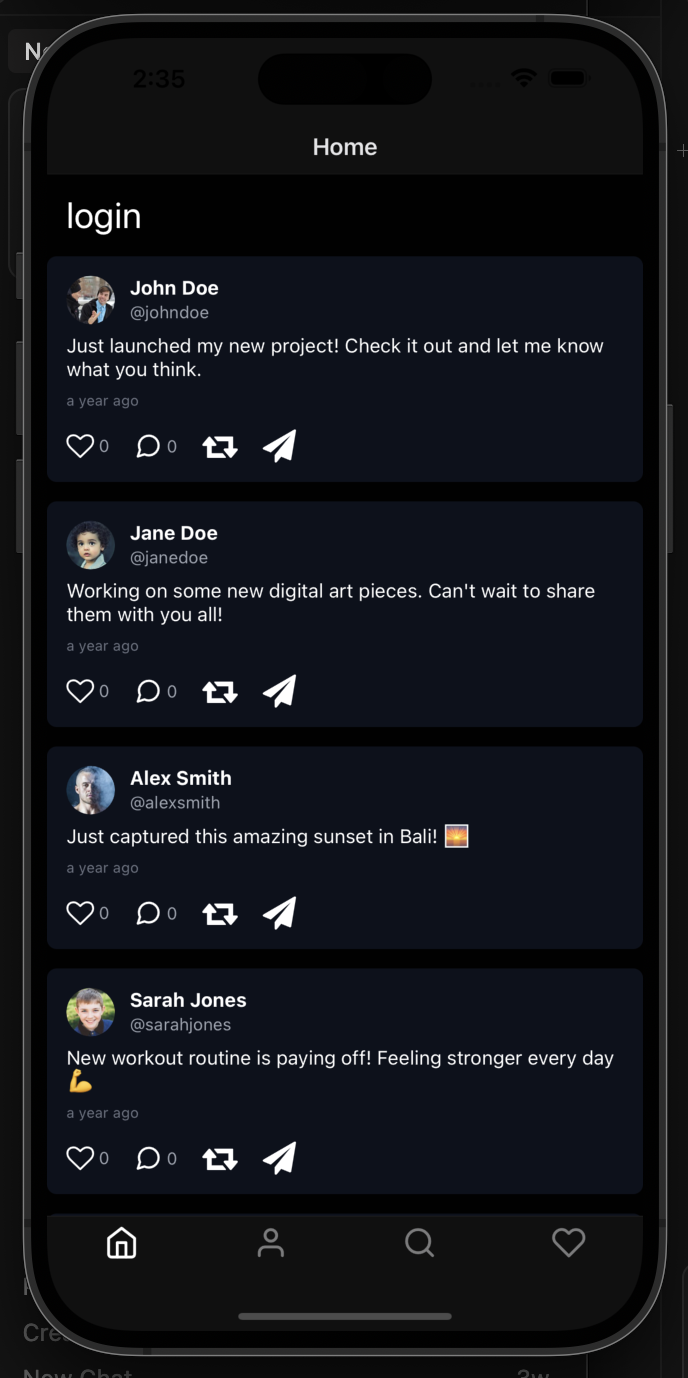 2:35
Home
login
John Doe
@johndoe
Just launched my new project! Check it out and let me know
what you think.
a year ago
0 0
Jane Doe
@janedoe
Working on some new digital art pieces. Can't wait to share
them with you all!
a year ago
0 0
Alex Smith
@alexsmith
Just captured this amazing sunset in Bali! 🌅
a year ago
0 0
Sarah Jones
@sarahjones
New workout routine is paying off! Feeling stronger every day
💪
a year ago
0 0
New Chat 3w